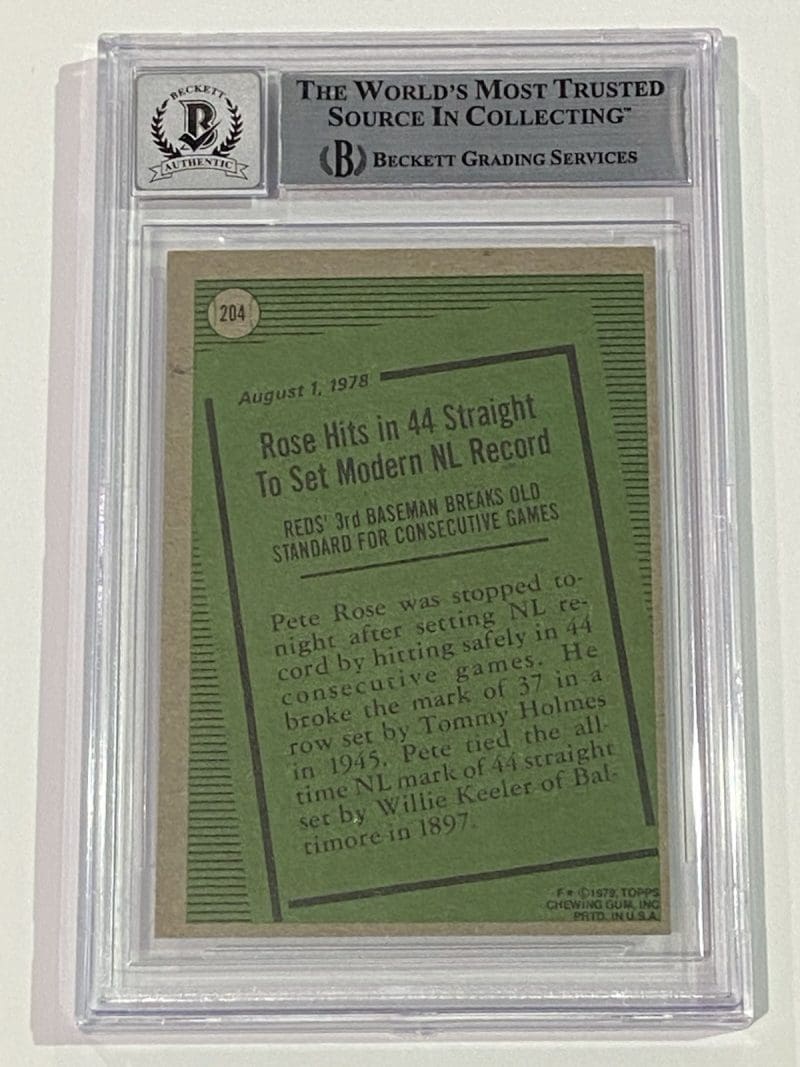 BECKETT
B
AUTHENTIC
THE WORLD'S MOST TRUSTED
SOURCE IN COLLECTING™
B BECKETT GRADING SERVICES
204
August 1, 1978
Rose Hits in 44 Straight
To Set Modern NL Record
REDS' 3rd BASEMAN BREAKS OLD
STANDARD FOR CONSECUTIVE GAMES
Pete Rose was stopped to-
night after setting NL re-
cord by hitting safely in 44
consecutive games. He
broke the mark of 37 in a
row set by Tommy Holmes
in 1945. Pete tied the all-
time NL mark of 44 straight
set by Willie Keeler of Bal-
timore in 1897.
F★ ©1979, TOPPS
CHEWING GUM, INC
PRTD. IN U.S.A.